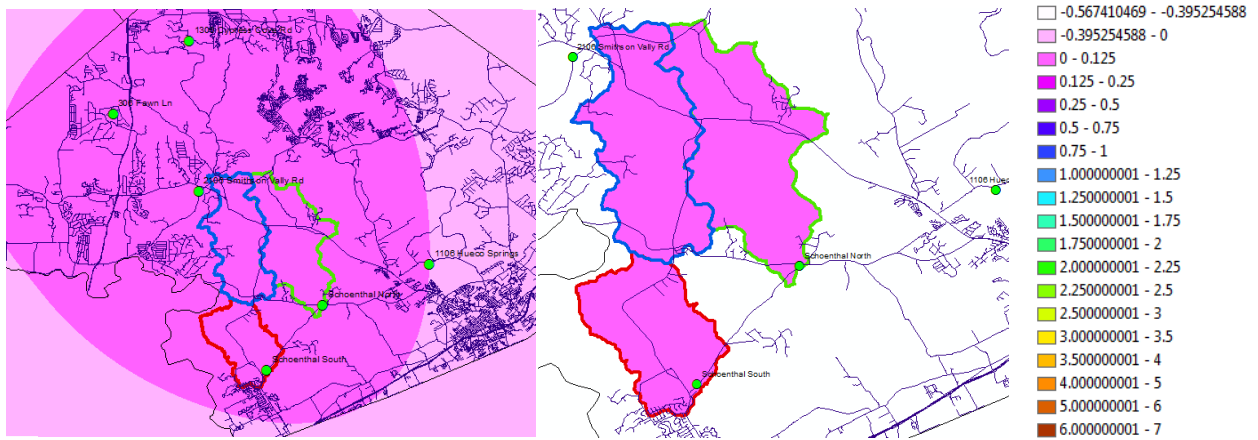 1300 Cypress Cove Rd
306 Fawn Ln
2106 Smithson Vally Rd
1106 Hueco Springs
Schoenthal North
Schoenthal South
2106 Smithson Vally Rd
1106 Huec
Schoenthal North
Schoenthal South
-0.567410469 - -0.395254588
-0.395254588 - 0
0 - 0.125
0.125 - 0.25
0.25 - 0.5
0.5 - 0.75
0.75 - 1
1.000000001 - 1.25
1.250000001 - 1.5
1.500000001 - 1.75
1.750000001 - 2
2.000000001 - 2.25
2.250000001 - 2.5
2.500000001 - 3
3.000000001 - 3.5
3.500000001 - 4
4.000000001 - 5
5.000000001 - 6
6.000000001 - 7